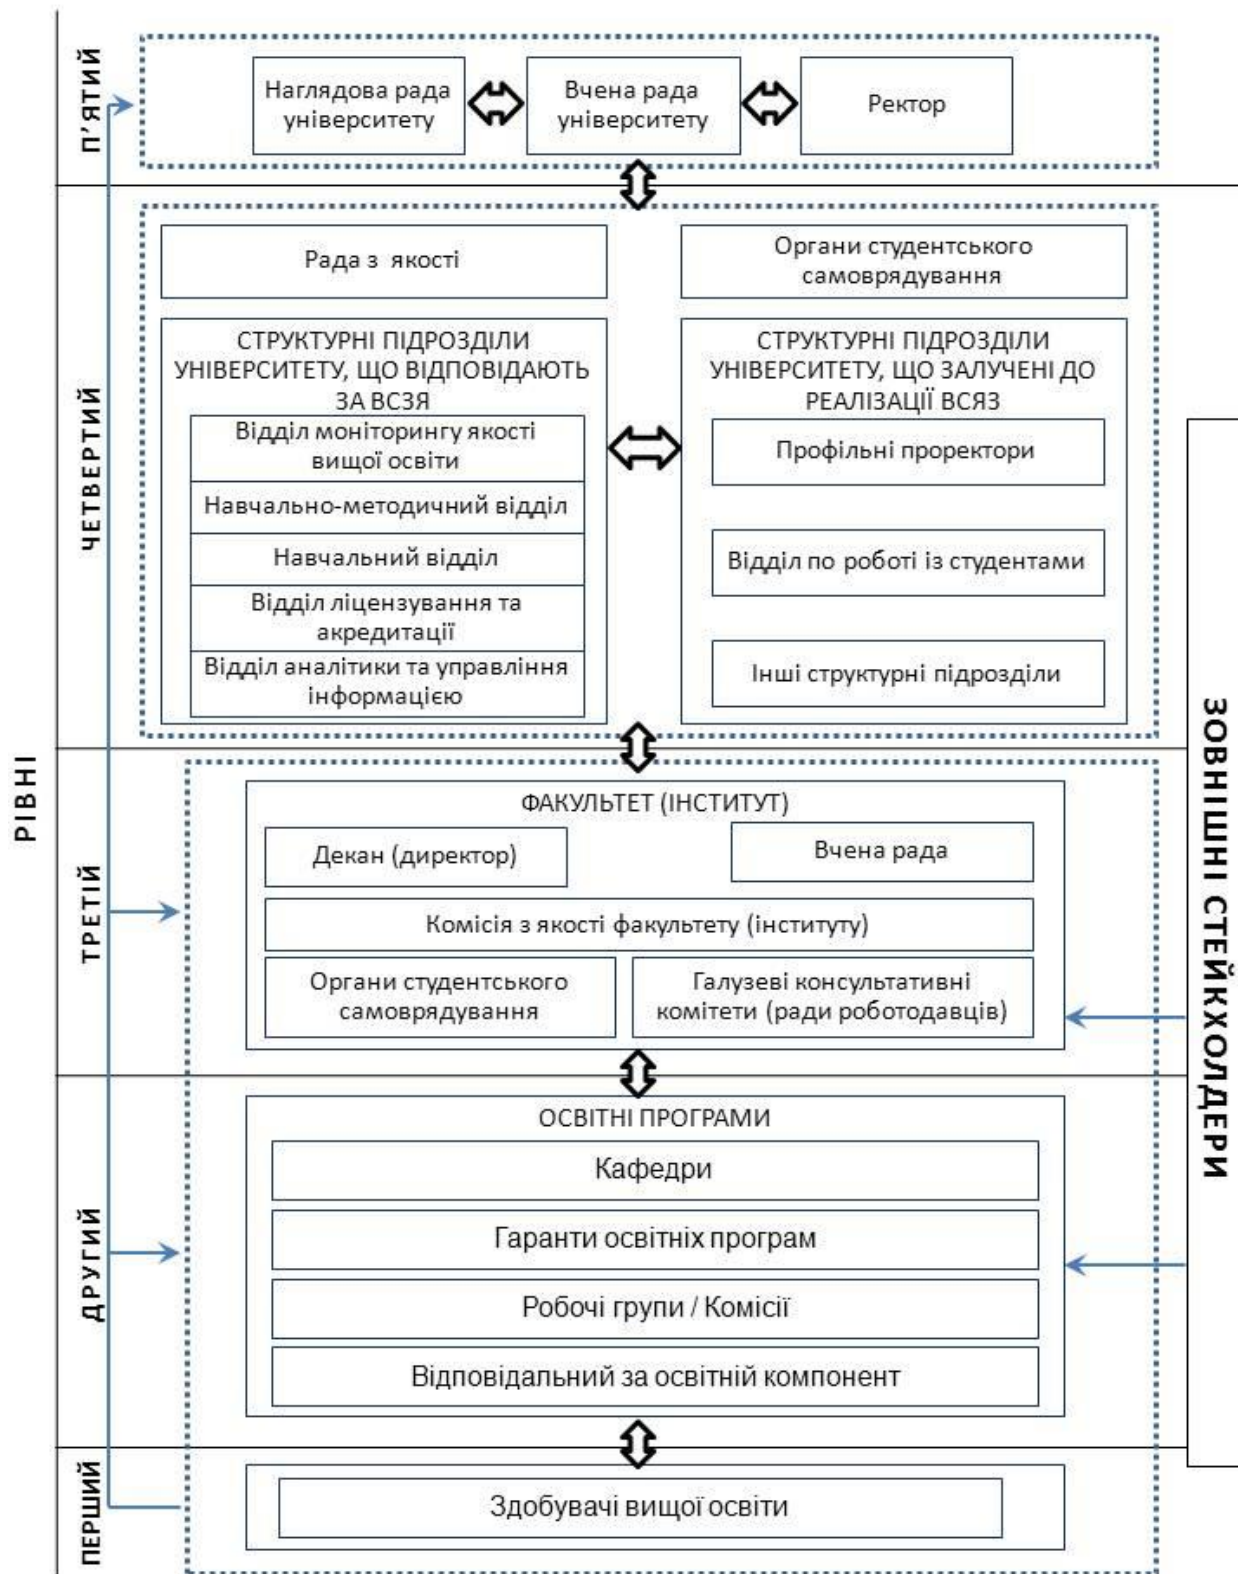 РІВНІ
П'ЯТИЙ
Наглядова рада
університету
Вчена рада
університету
Ректор
ЧЕТВЕРТИЙ
Рада з якості
Органи студентського
самоврядування
СТРУКТУРНІ ПІДРОЗДІЛИ
УНІВЕРСИТЕТУ, ЩО ВІДПОВІДАЮТЬ
ЗА ВСЗЯ
Відділ моніторингу якості
вищої освіти
Навчально-методичний відділ
Навчальний відділ
Відділ ліцензування та
акредитації
Відділ аналітики та управління
інформацією
СТРУКТУРНІ ПІДРОЗДІЛИ
УНІВЕРСИТЕТУ, ЩО ЗАЛУЧЕНІ ДО
РЕАЛІЗАЦІЇ ВСЯЗ
Профільні проректори
Відділ по роботі із студентами
Інші структурні підрозділи
ЗОВНІШНІ СТЕЙКХОЛДЕРИ
ТРЕТІЙ
ФАКУЛЬТЕТ (ІНСТИТУТ)
Декан (директор)
Вчена рада
Комісія з якості факультету (інституту)
Органи студентського
самоврядування
Галузеві консультативні
комітети (ради роботодавців)
ДРУГИЙ
ОСВІТНІ ПРОГРАМИ
Кафедри
Гаранти освітніх програм
Робочі групи / Комісії
Відповідальний за освітній компонент
ПЕРШИЙ
Здобувачі вищої освіти